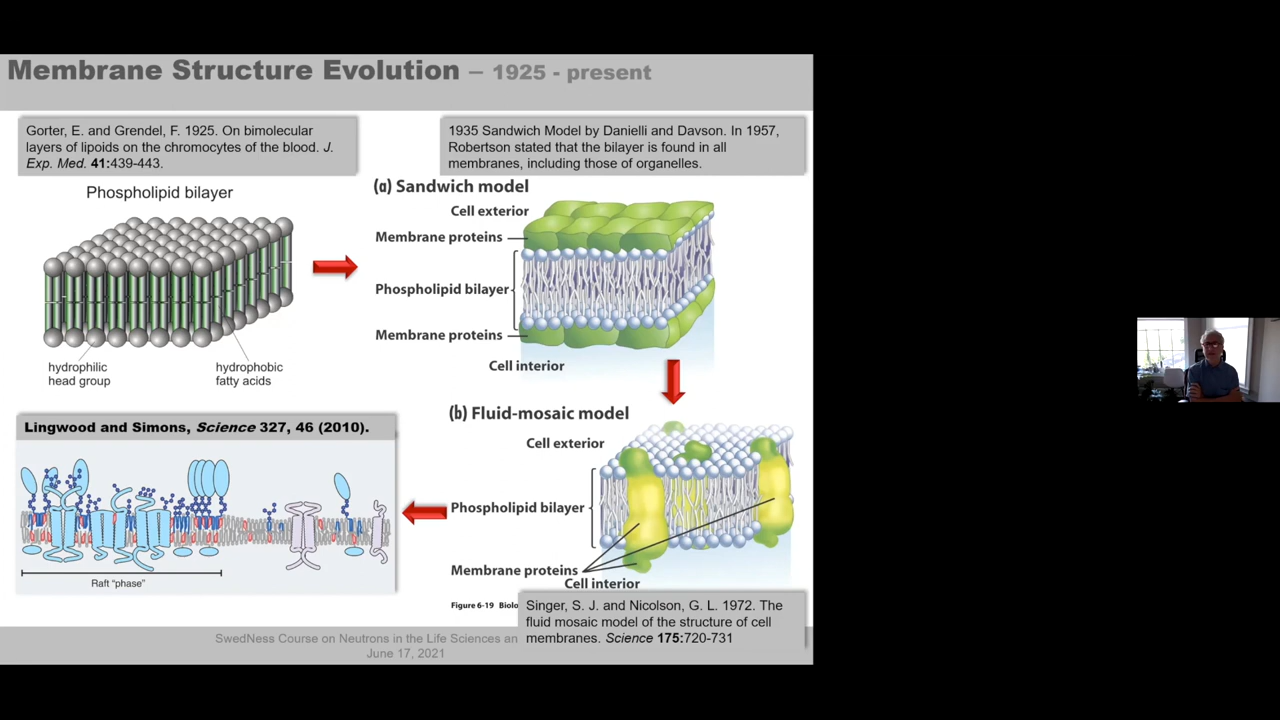 Membrane Structure Evolution – 1925 - present
Gorter, E. and Grendel, F. 1925. On bimolecular
layers of lipoids on the chromocytes of the blood. J.
Exp. Med. 41:439-443.
Phospholipid bilayer
hydrophilic
head group
hydrophobic
fatty acids
1935 Sandwich Model by Danielli and Davson. In 1957,
Robertson stated that the bilayer is found in all
membranes, including those of organelles.
(a) Sandwich model
Cell exterior
Membrane proteins
Phospholipid bilayer
Membrane proteins
Cell interior
(b) Fluid-mosaic model
Cell exterior
Phospholipid bilayer
Membrane proteins
Cell interior
Figure 6-19 Biolo
Singer, S. J. and Nicolson, G. L. 1972. The
fluid mosaic model of the structure of cell
membranes. Science 175:720-731
Lingwood and Simons, Science 327, 46 (2010).
Raft "phase"
SwedNess Course on Neutrons in the Life Sciences an
June 17, 2021